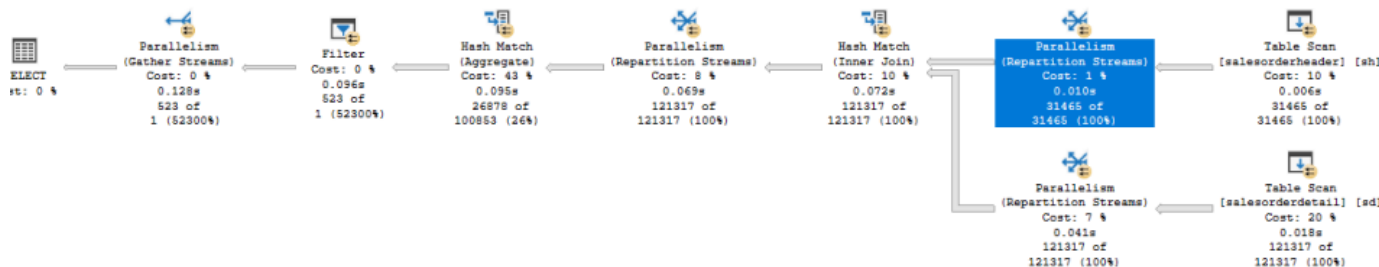 ELECT
st: 0 %
Parallelism
(Gather Streams)
Cost: 0 %
0.128s
523 of
1 (52300%)
Filter
Cost: 0 %
0.096s
523 of
1 (52300%)
Hash Match
(Aggregate)
Cost: 43 %
0.095s
26878 of
100853 (26%)
Parallelism
(Repartition Streams)
Cost: 8 %
0.069s
121317 of
121317 (100%)
Hash Match
(Inner Join)
Cost: 10 %
0.072s
121317 of
121317 (100%)
Parallelism
(Repartition Streams)
Cost: 1 %
0.010s
31465 of
31465 (100%)
Table Scan
[salesorderheader] [sh]
Cost: 10 %
0.006s
31465 of
31465 (100%)
Parallelism
(Repartition Streams)
Cost: 7 %
0.041s
121317 of
121317 (100%)
Table Scan
[salesorderdetail] [sd]
Cost: 20 %
0.018s
121317 of
121317 (100%)